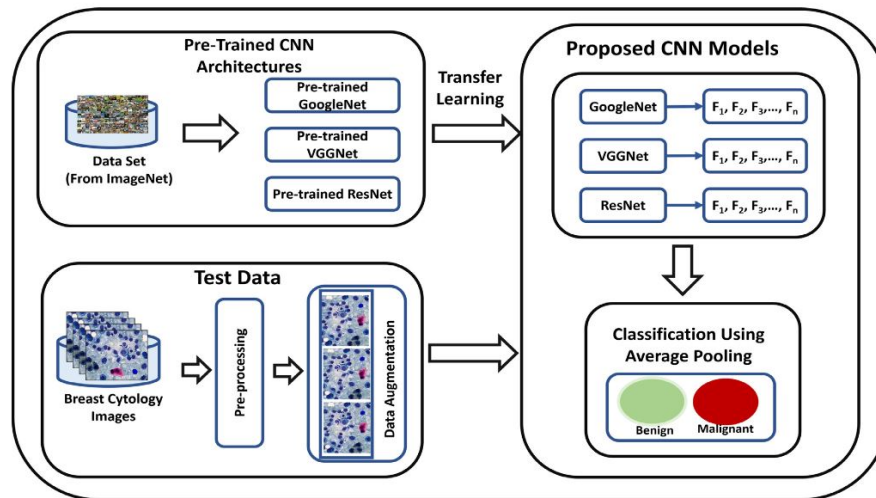 Pre-Trained CNN
Architectures
Data Set
(From ImageNet)
Pre-trained
GoogleNet
Pre-trained
VGGNet
Pre-trained ResNet
Transfer
Learning
Test Data
Breast Cytology
Images
Pre-processing
Data Augmentation
Proposed CNN Models
GoogleNet
F1, F2, F3,..., Fn
VGGNet
F1, F2, F3,..., Fn
ResNet
F1, F2, F3,..., Fn
Classification Using
Average Pooling
Benign
Malignant